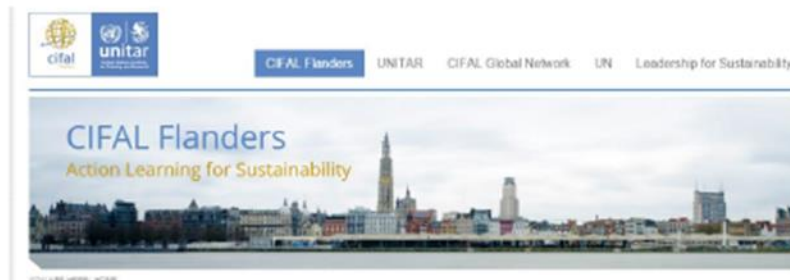 cifal
unitar
CIFAL Flanders UNITAR CIFAL Global Network UN Leadership for Sustainability
CIFAL Flanders
Action Learning for Sustainability